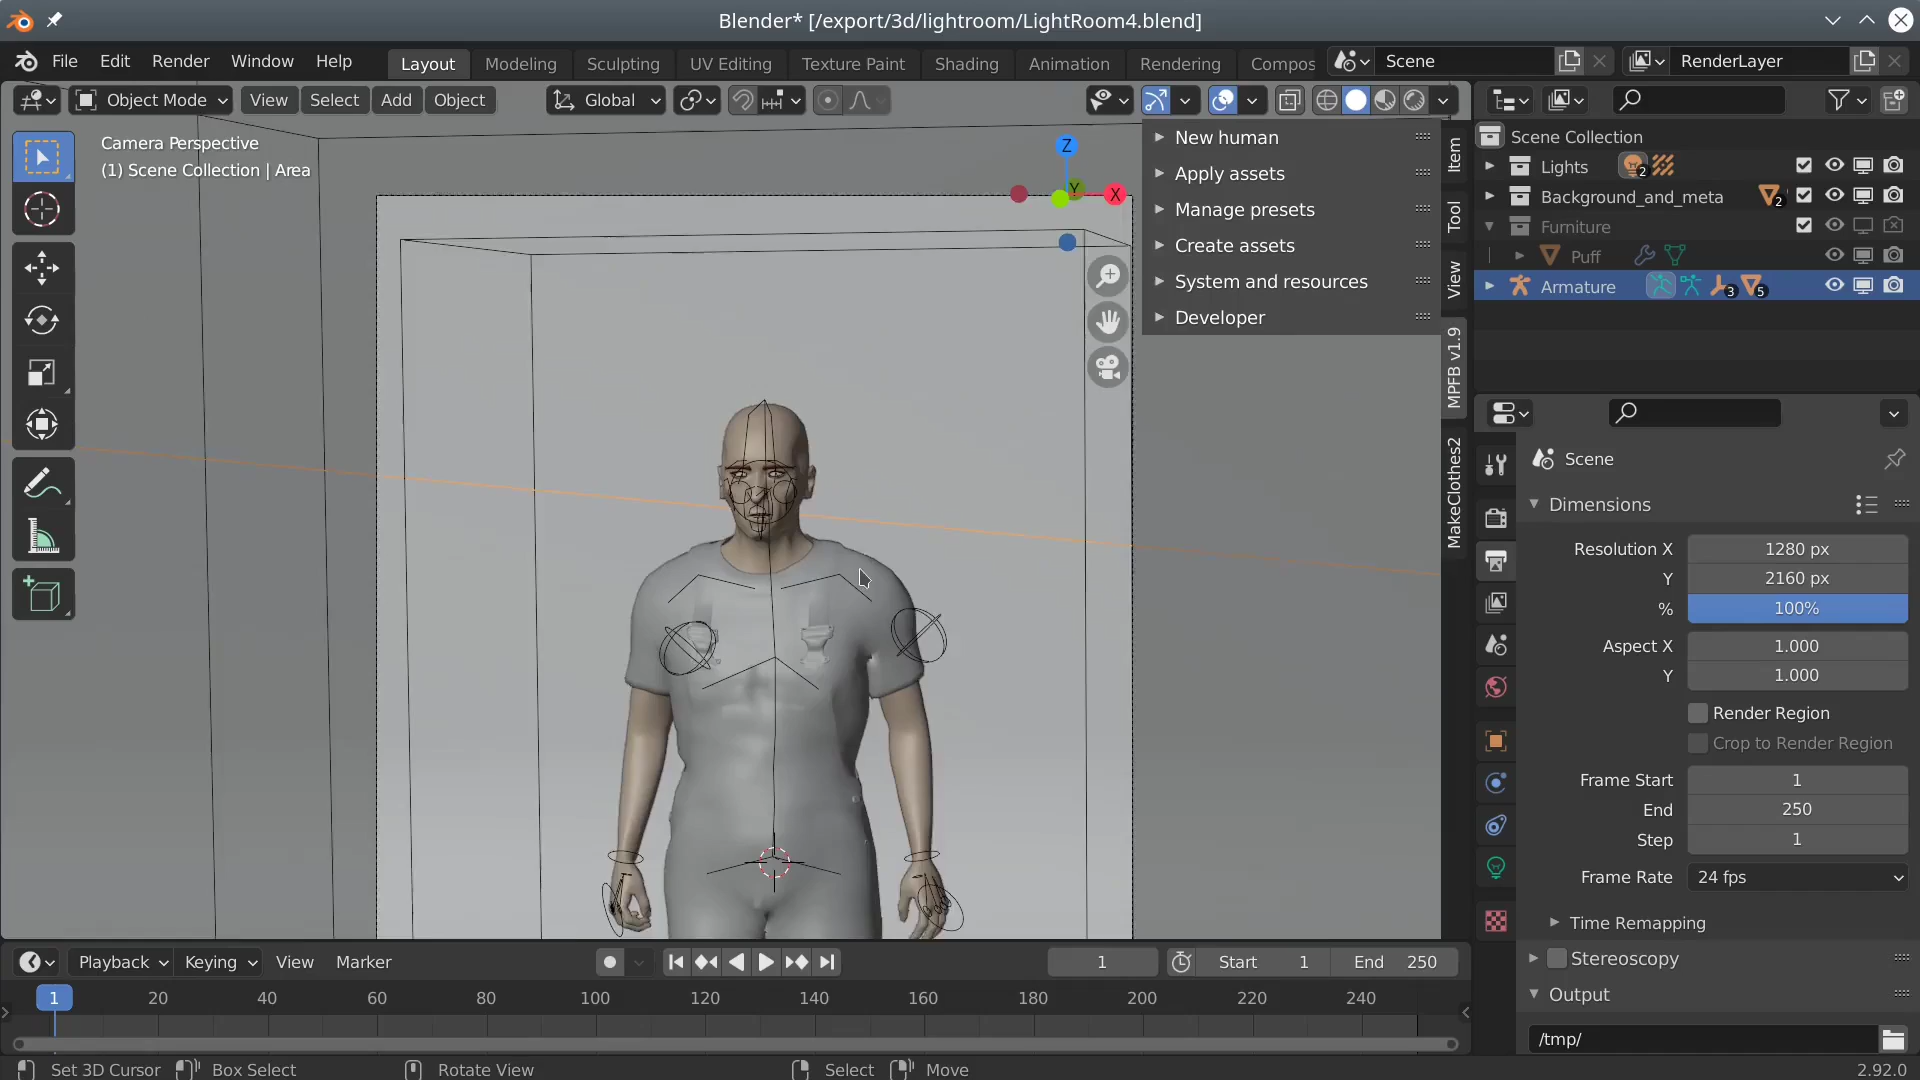 Blender* [/export/3d/lightroom/LightRoom4.blend]
File Edit Render Window Help Layout Modeling Sculpting UV Editing Texture Paint Shading Animation Rendering Compos Scene RenderLayer
Object Mode View Select Add Object Global
Camera Perspective
(1) Scene Collection | Area
Z
Y
X
New human
Apply assets
Manage presets
Create assets
System and resources
Developer
Item
Tool
View
MPFB v1.9
MakeClothes2
Scene Collection
Lights 2
Background_and_meta 2
Furniture
Puff
Armature 3 5
Scene
Dimensions
Resolution X 1280 px
Y 2160 px
% 100%
Aspect X 1.000
Y 1.000
Render Region
Crop to Render Region
Frame Start 1
End 250
Step 1
Frame Rate 24 fps
Time Remapping
Stereoscopy
Output
/tmp/
Playback Keying View Marker 1 Start 1 End 250
1 20 40 60 80 100 120 140 160 180 200 220 240
Set 3D Cursor Box Select Rotate View Select Move 2.92.0